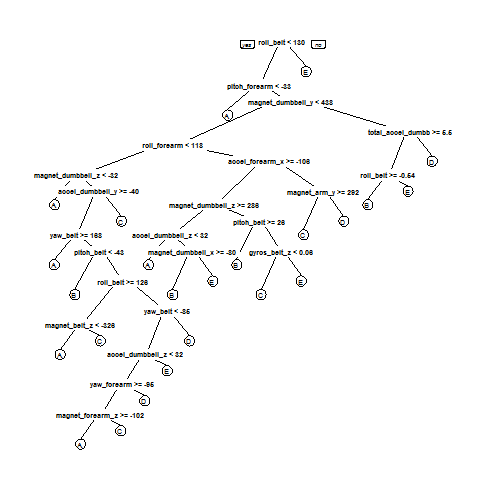 yes roll_belt < 130 no
E
pitch_forearm < -33
A
magnet_dumbbell_y < 438
total_accel_dumbb >= 5.5
roll_forearm < 118
accel_forearm_x >= -106
D
magnet_dumbbell_z < -32
roll_belt >= -0.54
accel_dumbbell_y >= -40
magnet_arm_y >= 292
A
magnet_dumbbell_z >= 286
B
E
C
pitch_belt >= 26
D
yaw_belt >= 168
accel_dumbbell_z < 32
C
pitch_belt < -43
magnet_dumbbell_x >= -80
gyros_belt_z < 0.06
A
A
B
E
roll_belt >= 126
B
B
E
C
E
yaw_belt < -85
magnet_belt_z < -326
C
D
A
accel_dumbbell_z < 32
E
yaw_forearm >= -95
D
magnet_forearm_z >= -102
C
A